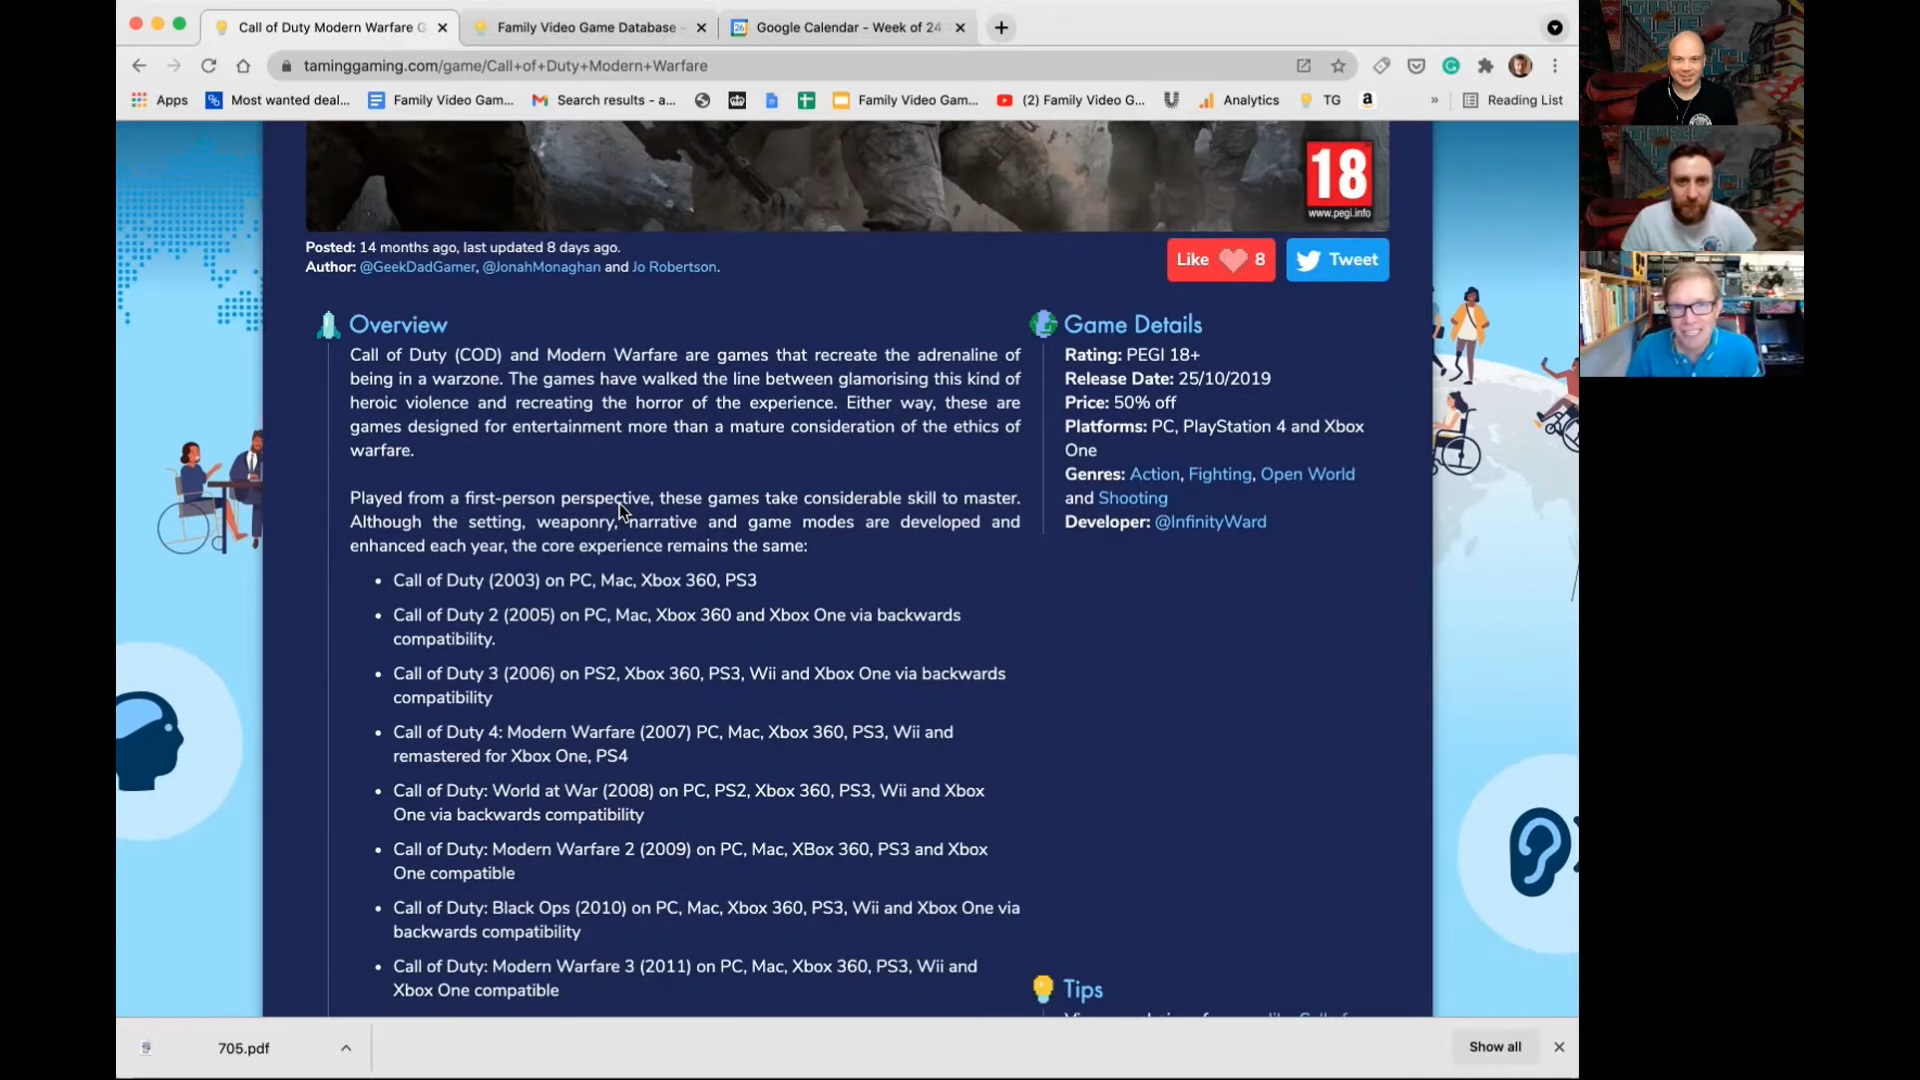 Call of Duty Modern Warfare G
Family Video Game Database -
Google Calendar - Week of 24
taminggaming.com/game/Call+of+Duty+Modern+Warfare
Apps
Most wanted deal...
Family Video Gam...
Search results - a...
Family Video Gam...
(2) Family Video G...
Analytics
TG
»
Reading List
18
www.pegi.info
Posted: 14 months ago, last updated 8 days ago.
Author: @GeekDadGamer, @JonahMonaghan and Jo Robertson.
Like 8
Tweet
Overview
Call of Duty (COD) and Modern Warfare are games that recreate the adrenaline of
being in a warzone. The games have walked the line between glamorising this kind of
heroic violence and recreating the horror of the experience. Either way, these are
games designed for entertainment more than a mature consideration of the ethics of
warfare.
Played from a first-person perspective, these games take considerable skill to master.
Although the setting, weaponry, narrative and game modes are developed and
enhanced each year, the core experience remains the same:
• Call of Duty (2003) on PC, Mac, Xbox 360, PS3
• Call of Duty 2 (2005) on PC, Mac, Xbox 360 and Xbox One via backwards
compatibility.
• Call of Duty 3 (2006) on PS2, Xbox 360, PS3, Wii and Xbox One via backwards
compatibility
• Call of Duty 4: Modern Warfare (2007) PC, Mac, Xbox 360, PS3, Wii and
remastered for Xbox One, PS4
• Call of Duty: World at War (2008) on PC, PS2, Xbox 360, PS3, Wii and Xbox
One via backwards compatibility
• Call of Duty: Modern Warfare 2 (2009) on PC, Mac, XBox 360, PS3 and Xbox
One compatible
• Call of Duty: Black Ops (2010) on PC, Mac, Xbox 360, PS3, Wii and Xbox One via
backwards compatibility
• Call of Duty: Modern Warfare 3 (2011) on PC, Mac, Xbox 360, PS3, Wii and
Xbox One compatible
Game Details
Rating: PEGI 18+
Release Date: 25/10/2019
Price: 50% off
Platforms: PC, PlayStation 4 and Xbox
One
Genres: Action, Fighting, Open World
and Shooting
Developer: @InfinityWard
Tips
705.pdf
Show all